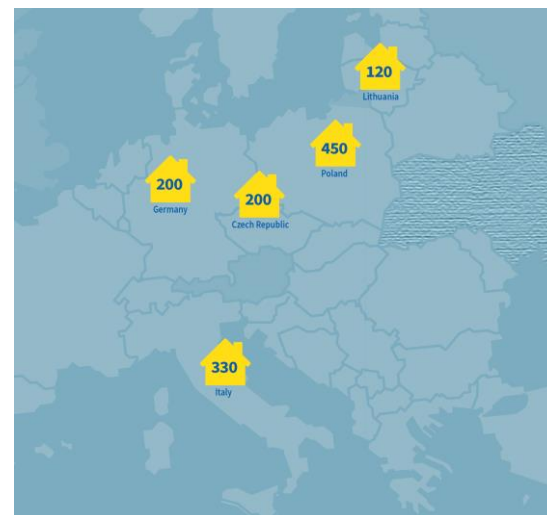 120
Lithuania
450
Poland
200
Germany
200
Czech Republic
330
Italy